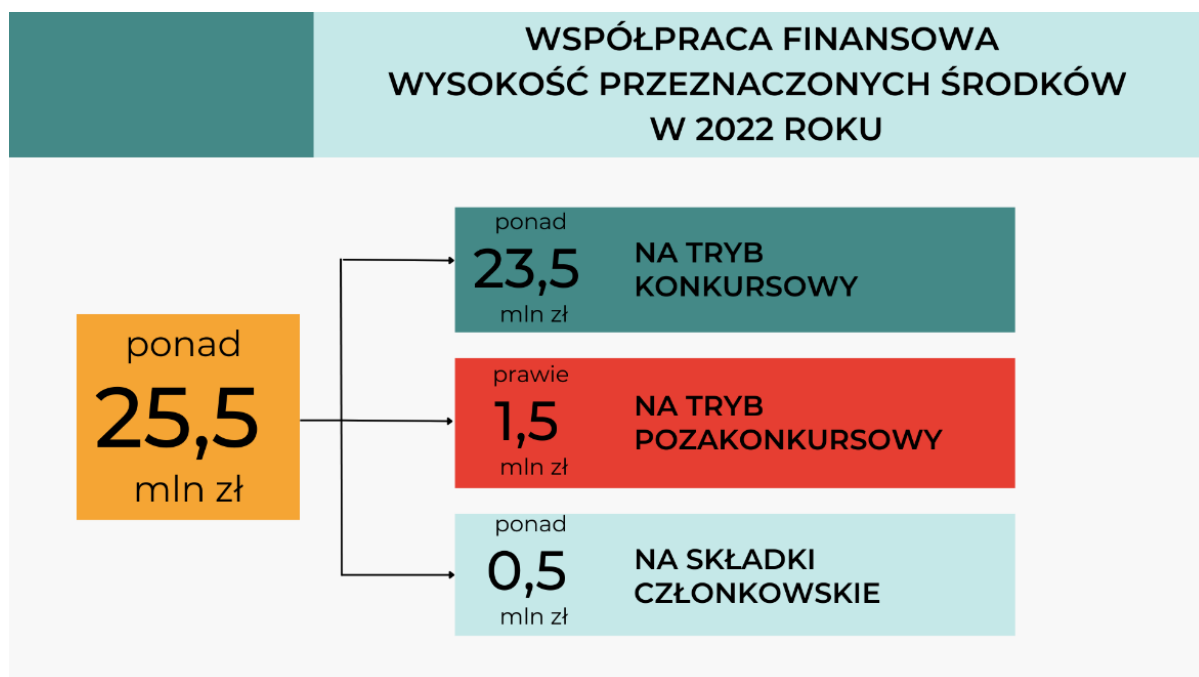 WSPÓŁPRACA FINANSOWA
WYSOKOŚĆ PRZEZNACZONYCH ŚRODKÓW
W 2022 ROKU
ponad
25,5
mln zł
ponad
23,5
mln zł
NA TRYB
KONKURSOWY
prawie
1,5
mln zł
NA TRYB
POZAKONKURSOWY
ponad
0,5
mln zł
NA SKŁADKI
CZŁONKOWSKIE